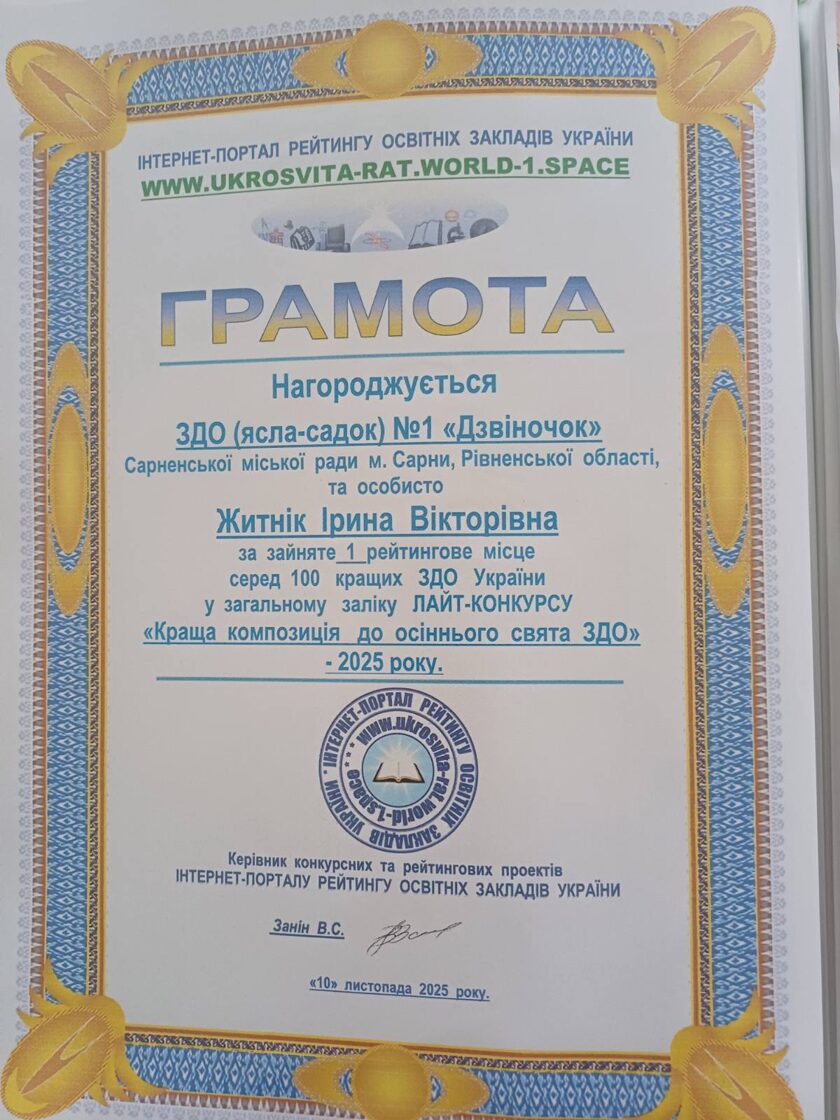 ІНТЕРНЕТ-ПОРТАЛ РЕЙТИНГУ ОСВІТНІХ ЗАКЛАДІВ УКРАЇНИ
WWW.UKROSVITA-RAT.WORLD-1.SPACE
ГРАМОТА
Нагороджується
ЗДО (ясла-садок) №1 «Дзвіночок»
Сарненської міської ради м. Сарни, Рівненської області,
та особисто
Житнік Ірина Вікторівна
за зайняте 1 рейтингове місце
серед 100 кращих ЗДО України
у загальному заліку ЛАЙТ-КОНКУРСУ
«Краща композиція до осіннього свята ЗДО»
- 2025 року.
* ІНТЕРНЕТ-ПОРТАЛ РЕЙТИНГУ ОСВІТНІХ ЗАКЛАДІВ УКРАЇНИ
*** www.ukrosvita-rat.world-1.space
Керівник конкурсних та рейтингових проектів
ІНТЕРНЕТ-ПОРТАЛУ РЕЙТИНГУ ОСВІТНІХ ЗАКЛАДІВ УКРАЇНИ
Занін В.С.
«10» листопада 2025 року.